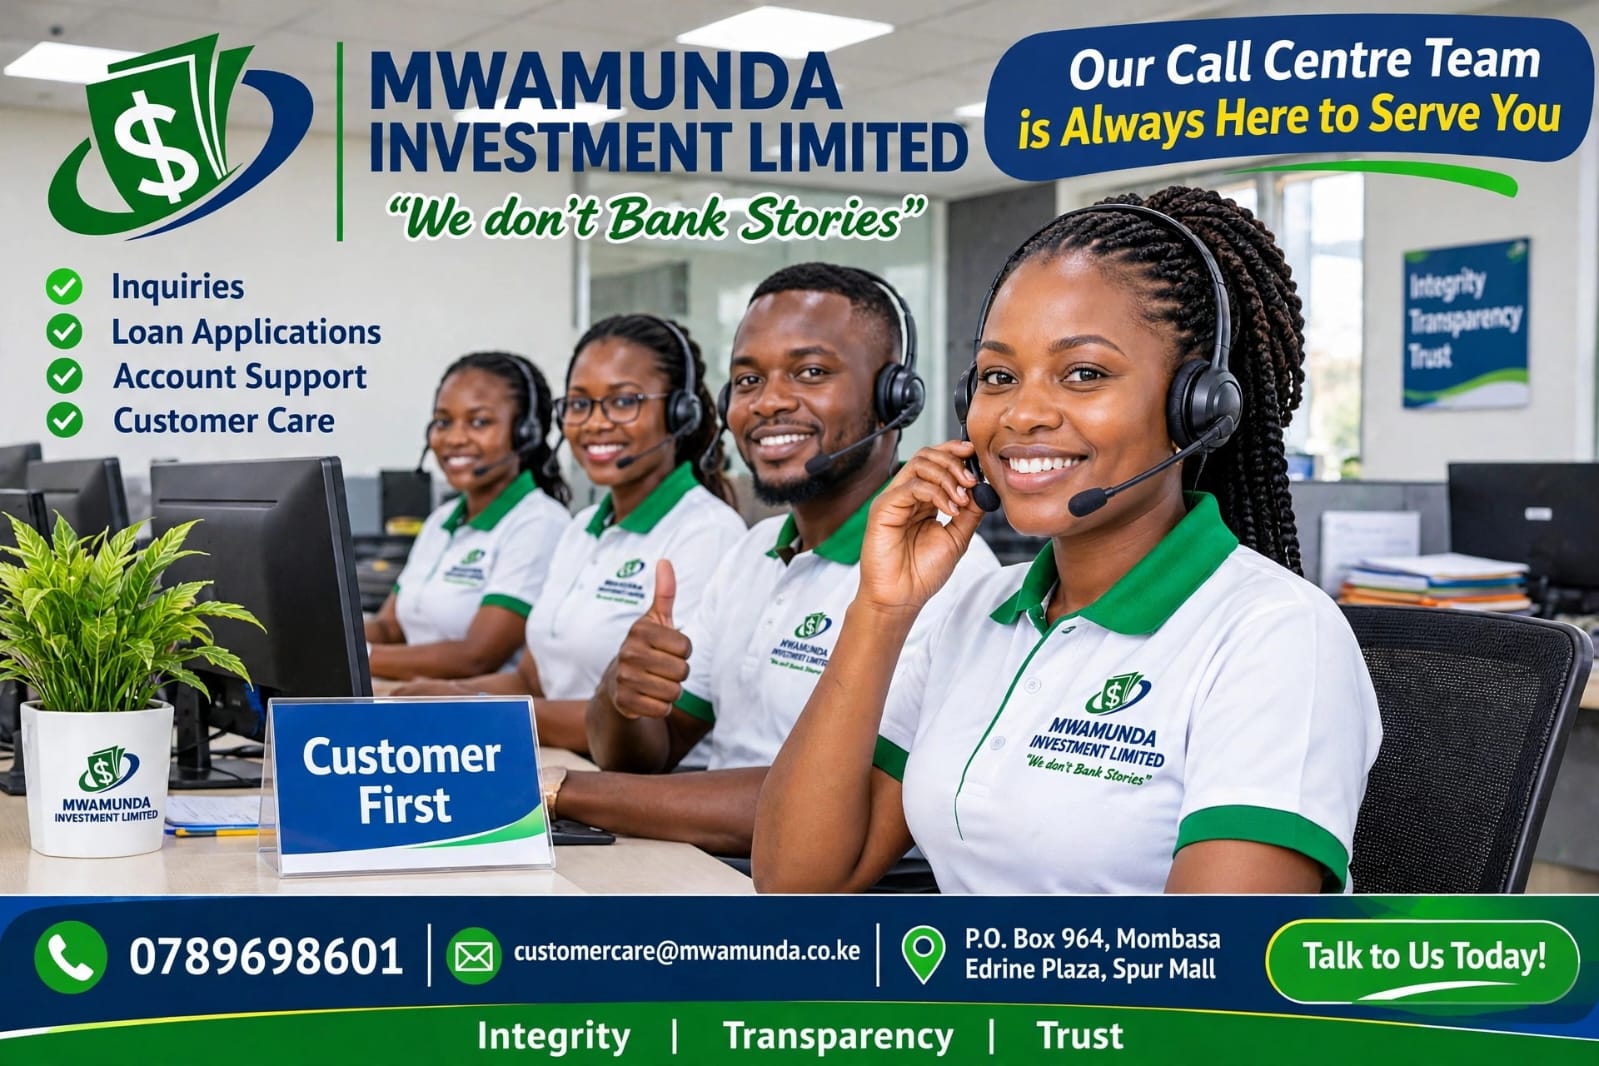 MWAMUNDA
INVESTMENT LIMITED
"We don't Bank Stories"
Our Call Centre Team
is Always Here to Serve You
Inquiries
Loan Applications
Account Support
Customer Care
Integrity
Transparency
Trust
MWAMUNDA
INVESTMENT LIMITED
"We don't Bank Stories"
MWAMUNDA
INVESTMENT LIMITED
MWAMUNDA
INVESTMENT LIMITED
Customer
First
0789698601
customercare@mwamunda.co.ke
P.O. Box 964, Mombasa
Edrine Plaza, Spur Mall
Talk to Us Today!
Integrity | Transparency | Trust